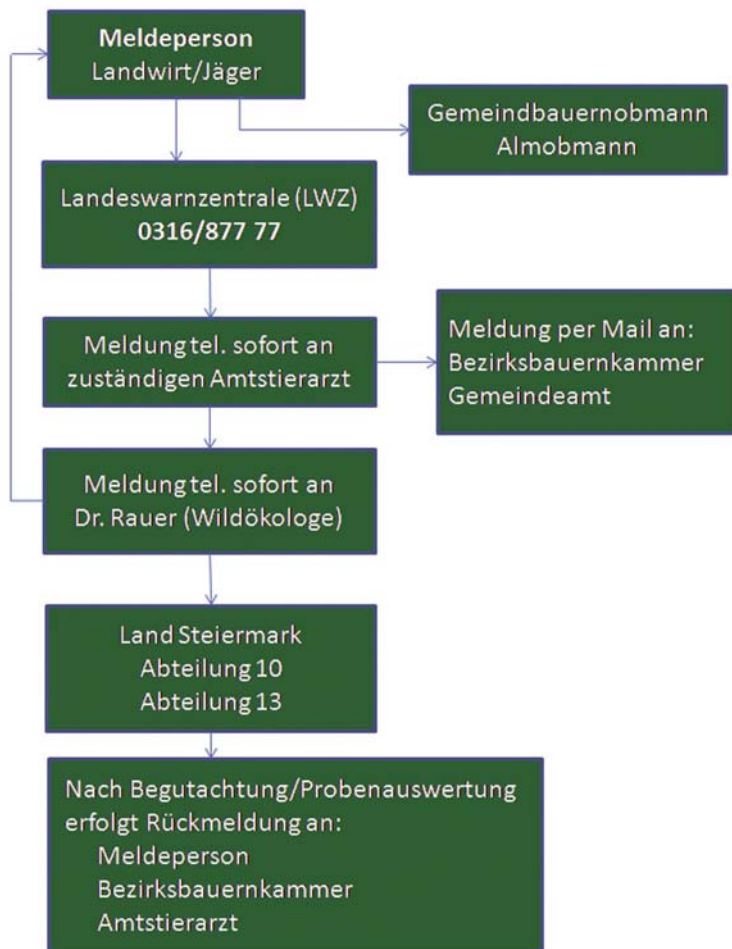 Meldeperson
Landwirt/Jäger
Gemeindbauernobmann
Almobmann
Landeswarnzentrale (LWZ)
0316/877 77
Meldung tel. sofort an
zuständigen Amtstierarzt
Meldung per Mail an:
Bezirksbauernkammer
Gemeindeamt
Meldung tel. sofort an
Dr. Rauer (Wildökologe)
Land Steiermark
Abteilung 10
Abteilung 13
Nach Begutachtung/Probenauswertung
erfolgt Rückmeldung an:
Meldeperson
Bezirksbauernkammer
Amtstierarzt